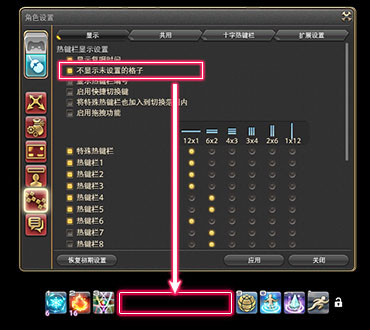 角色设置
显示
共用
十字热键栏
扩展设置
热键栏显示设置
显示复唱时间
不显示未设置的格子
显示热键栏编号
启用快捷切换键
将特殊热键栏也加入到切换范围内
启用拖拽功能
12x1 6x2 4x3 3x4 2x6 1x12
特殊热键栏
热键栏1
热键栏2
热键栏3
热键栏4
热键栏5
热键栏6
热键栏7
热键栏8
恢复初期设置
应用
关闭